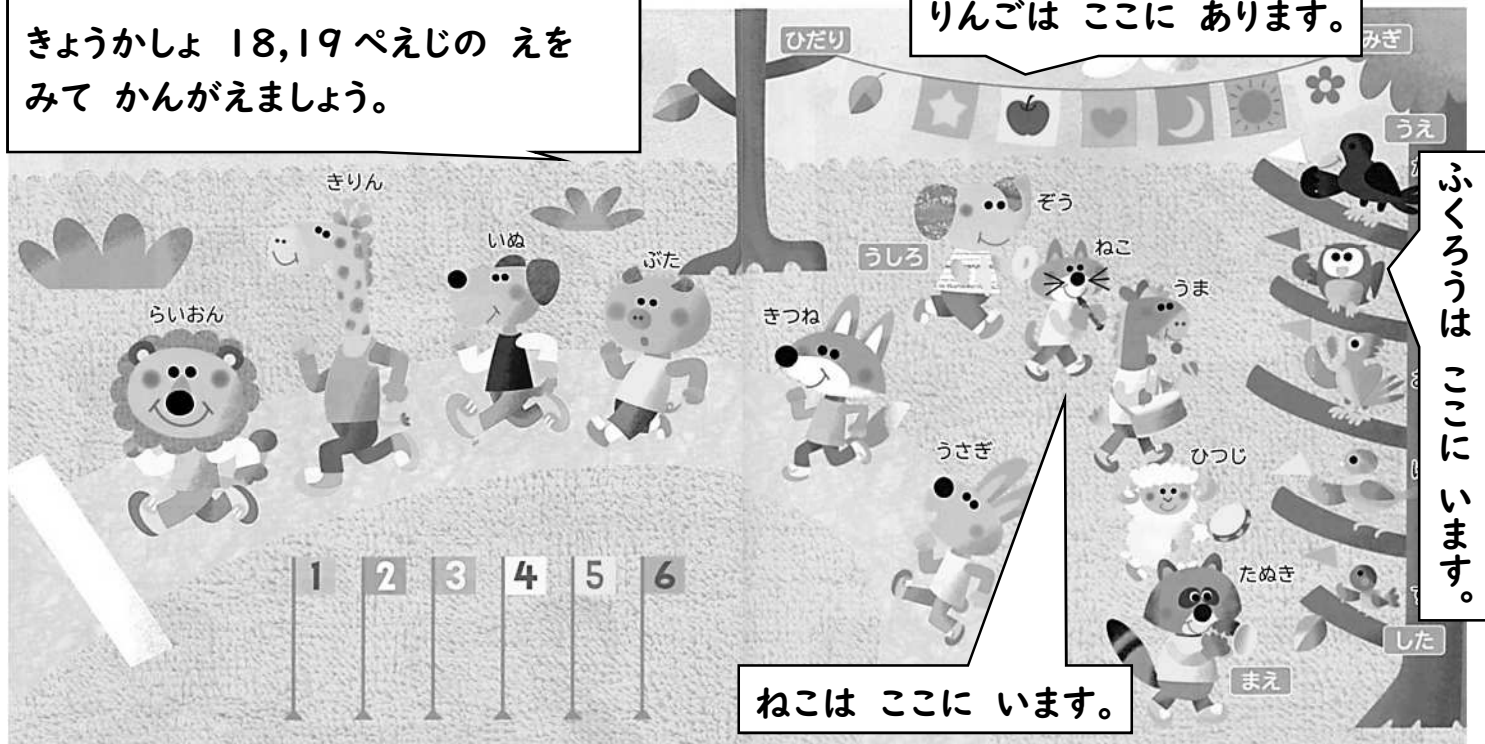 きょうかしょ 18,19ぺえじの えを
みて かんがえましょう。
りんごは ここに あります。
ひだり
みぎ
うえ
きりん
ぞう
ふくろうは ここに います。
いぬ
うしろ
ねこ
ぶた
うま
らいおん
きつね
うさぎ
ひつじ
1 2 3 4 5 6
たぬき
した
まえ
ねこは ここに います。